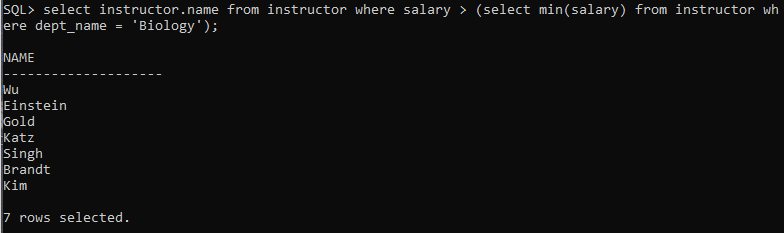 SQL> select instructor.name from instructor where salary > (select min(salary) from instructor wh
ere dept_name = 'Biology');
NAME
--------------------
Wu
Einstein
Gold
Katz
Singh
Brandt
Kim
7 rows selected.